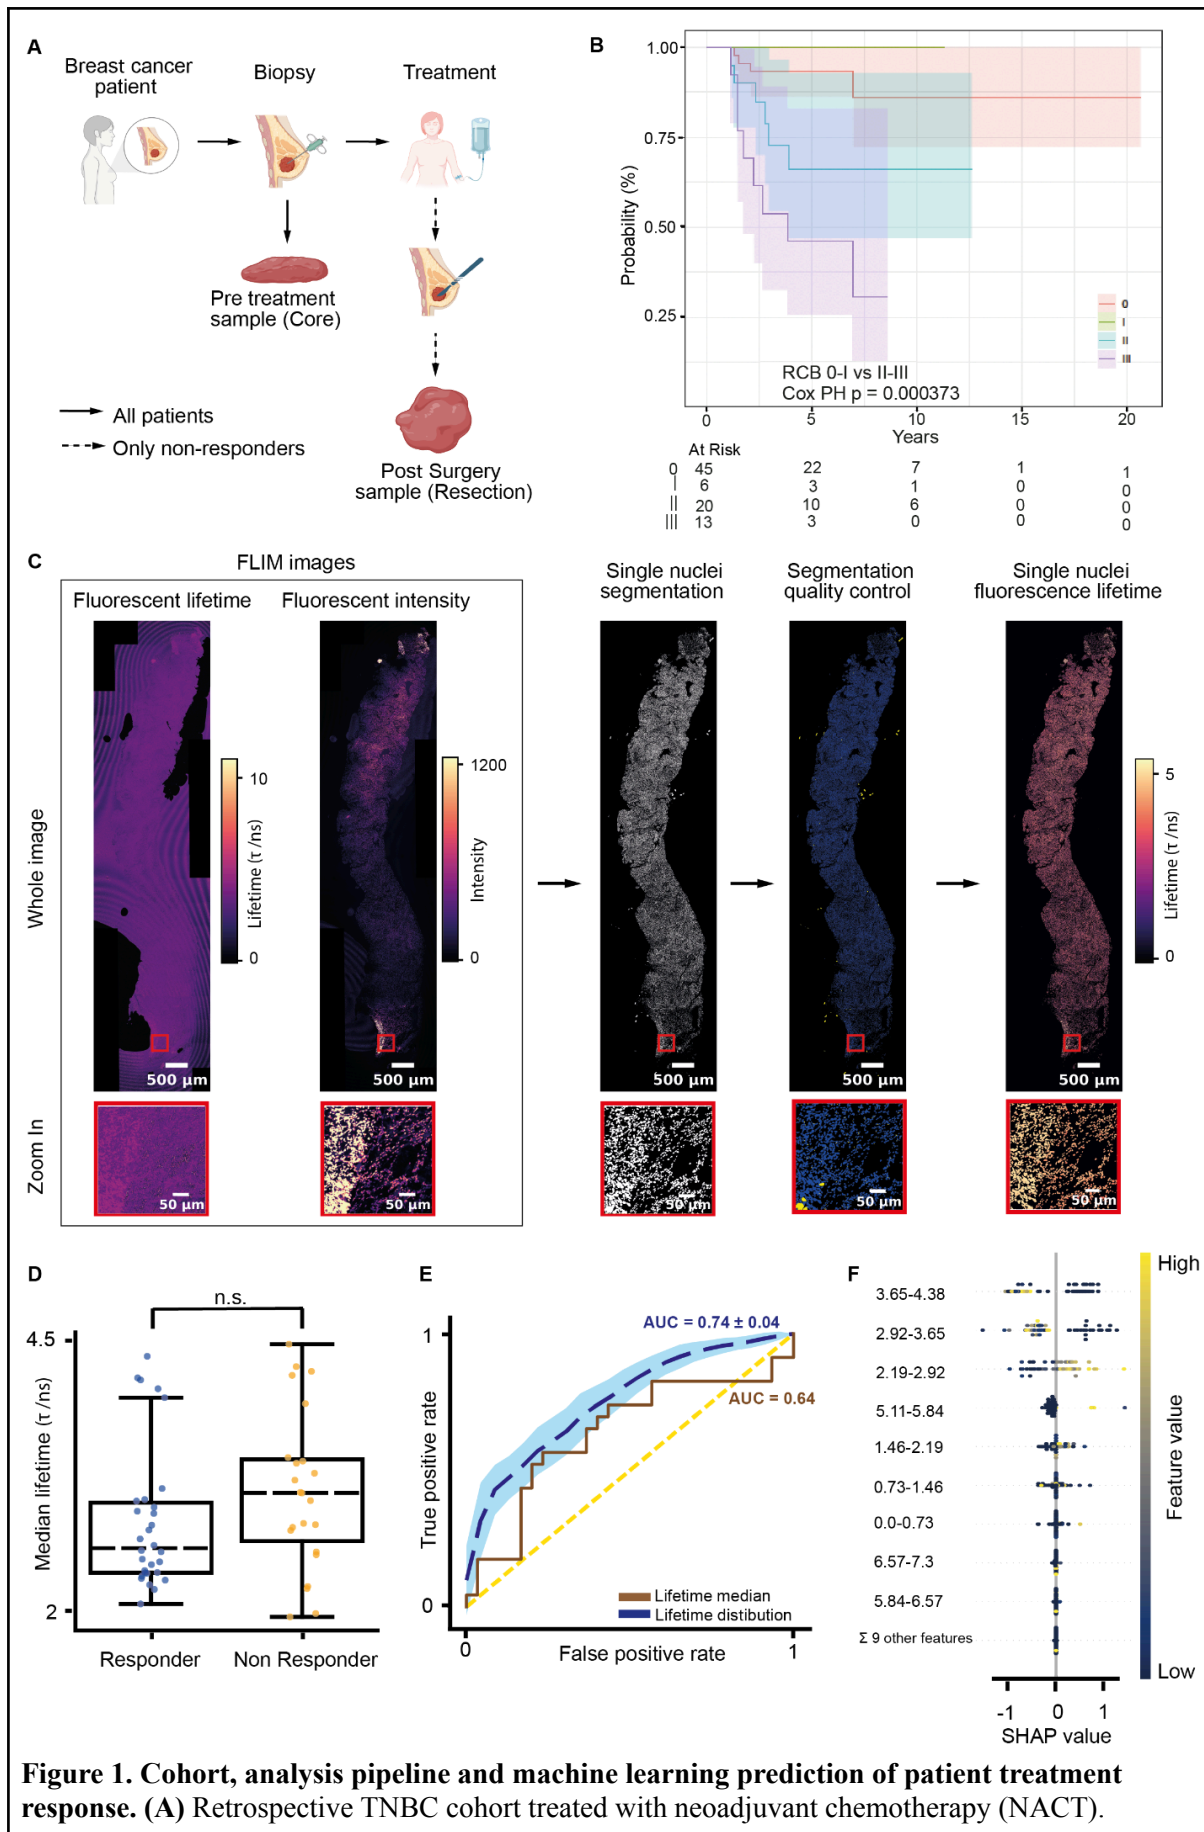 A
Breast cancer
patient
Biopsy
Treatment
Pre treatment
sample (Core)
All patients
Only non-responders
Post Surgery
sample (Resection)
B
Probability (%)
1.00
0.75
0.50
0.25
RCB 0-I vs II-III
Cox PH p = 0.000373
0
I
II
III
0 5 10 15 20
Years
At Risk
0 45 22 7 1 1
I 6 3 1 0 0
II 20 10 6 0 0
III 13 3 0 0 0
C
FLIM images
Fluorescent lifetime
Fluorescent intensity
Single nuclei
segmentation
Segmentation
quality control
Single nuclei
fluorescence lifetime
Whole image
10
Lifetime (τ /ns)
0
1200
Intensity
0
5
Lifetime (τ /ns)
0
500 μm
500 μm
500 μm
500 μm
500 μm
Zoom In
50 μm
50 μm
50 μm
50 μm
50 μm
D
n.s.
4.5
Median lifetime (τ /ns)
2
Responder
Non Responder
E
AUC = 0.74 ± 0.04
AUC = 0.64
1
True positive rate
0
Lifetime median
Lifetime distibution
0
False positive rate
1
F
3.65-4.38
2.92-3.65
2.19-2.92
5.11-5.84
1.46-2.19
0.73-1.46
0.0-0.73
6.57-7.3
5.84-6.57
Σ 9 other features
-1 0 1
SHAP value
High
Feature value
Low
Figure 1. Cohort, analysis pipeline and machine learning prediction of patient treatment
response. (A) Retrospective TNBC cohort treated with neoadjuvant chemotherapy (NACT).